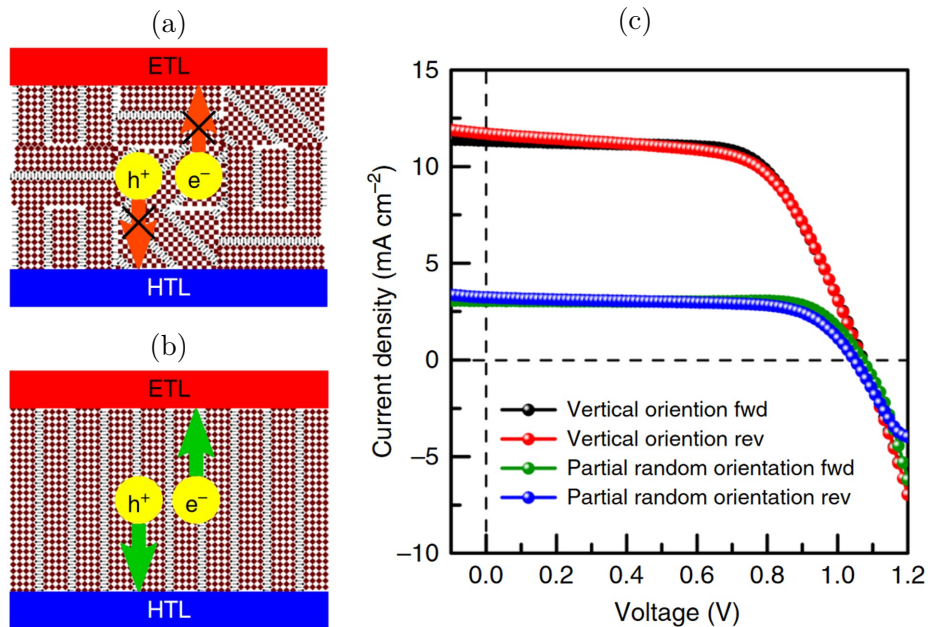 (a)
ETL
h+
e−
HTL
(b)
ETL
h+
e−
HTL
(c)
Current density (mA cm−2)
15
10
5
0
−5
−10
Vertical oriention fwd
Vertical oriention rev
Partial random orientation fwd
Partial random orientation rev
0.0 0.2 0.4 0.6 0.8 1.0 1.2
Voltage (V)